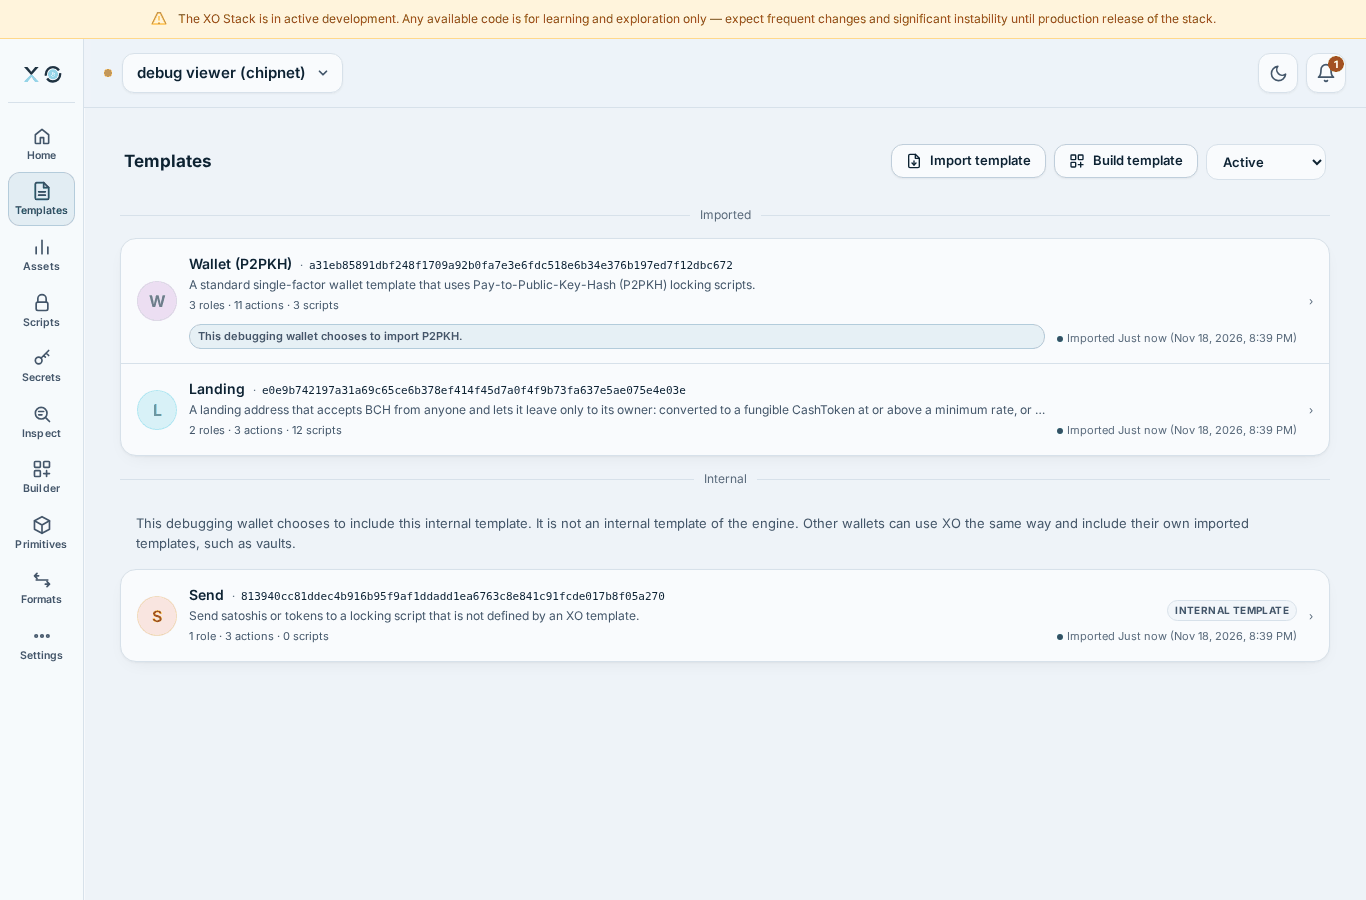 The XO Stack is in active development. Any available code is for learning and exploration only — expect frequent changes and significant instability until production release of the stack.
XO
debug viewer (chipnet)
1
Home
Templates
Assets
Scripts
Secrets
Inspect
Builder
Primitives
Formats
Settings
Templates
Import template
Build template
Active
Imported
W
Wallet (P2PKH) · a31eb85891dbf248f1709a92b0fa7e3e6fdc518e6b34e376b197ed7f12dbc672
A standard single-factor wallet template that uses Pay-to-Public-Key-Hash (P2PKH) locking scripts.
3 roles · 11 actions · 3 scripts
This debugging wallet chooses to import P2PKH.
Imported Just now (Nov 18, 2026, 8:39 PM)
L
Landing · e0e9b742197a31a69c65ce6b378ef414f45d7a0f4f9b73fa637e5ae075e4e03e
A landing address that accepts BCH from anyone and lets it leave only to its owner: converted to a fungible CashToken at or above a minimum rate, or ...
2 roles · 3 actions · 12 scripts
Imported Just now (Nov 18, 2026, 8:39 PM)
Internal
This debugging wallet chooses to include this internal template. It is not an internal template of the engine. Other wallets can use XO the same way and include their own imported
templates, such as vaults.
S
Send · 813940cc81ddec4b916b95f9af1ddadd1ea6763c8e841c91fcde017b8f05a270
Send satoshis or tokens to a locking script that is not defined by an XO template.
1 role · 3 actions · 0 scripts
INTERNAL TEMPLATE
Imported Just now (Nov 18, 2026, 8:39 PM)